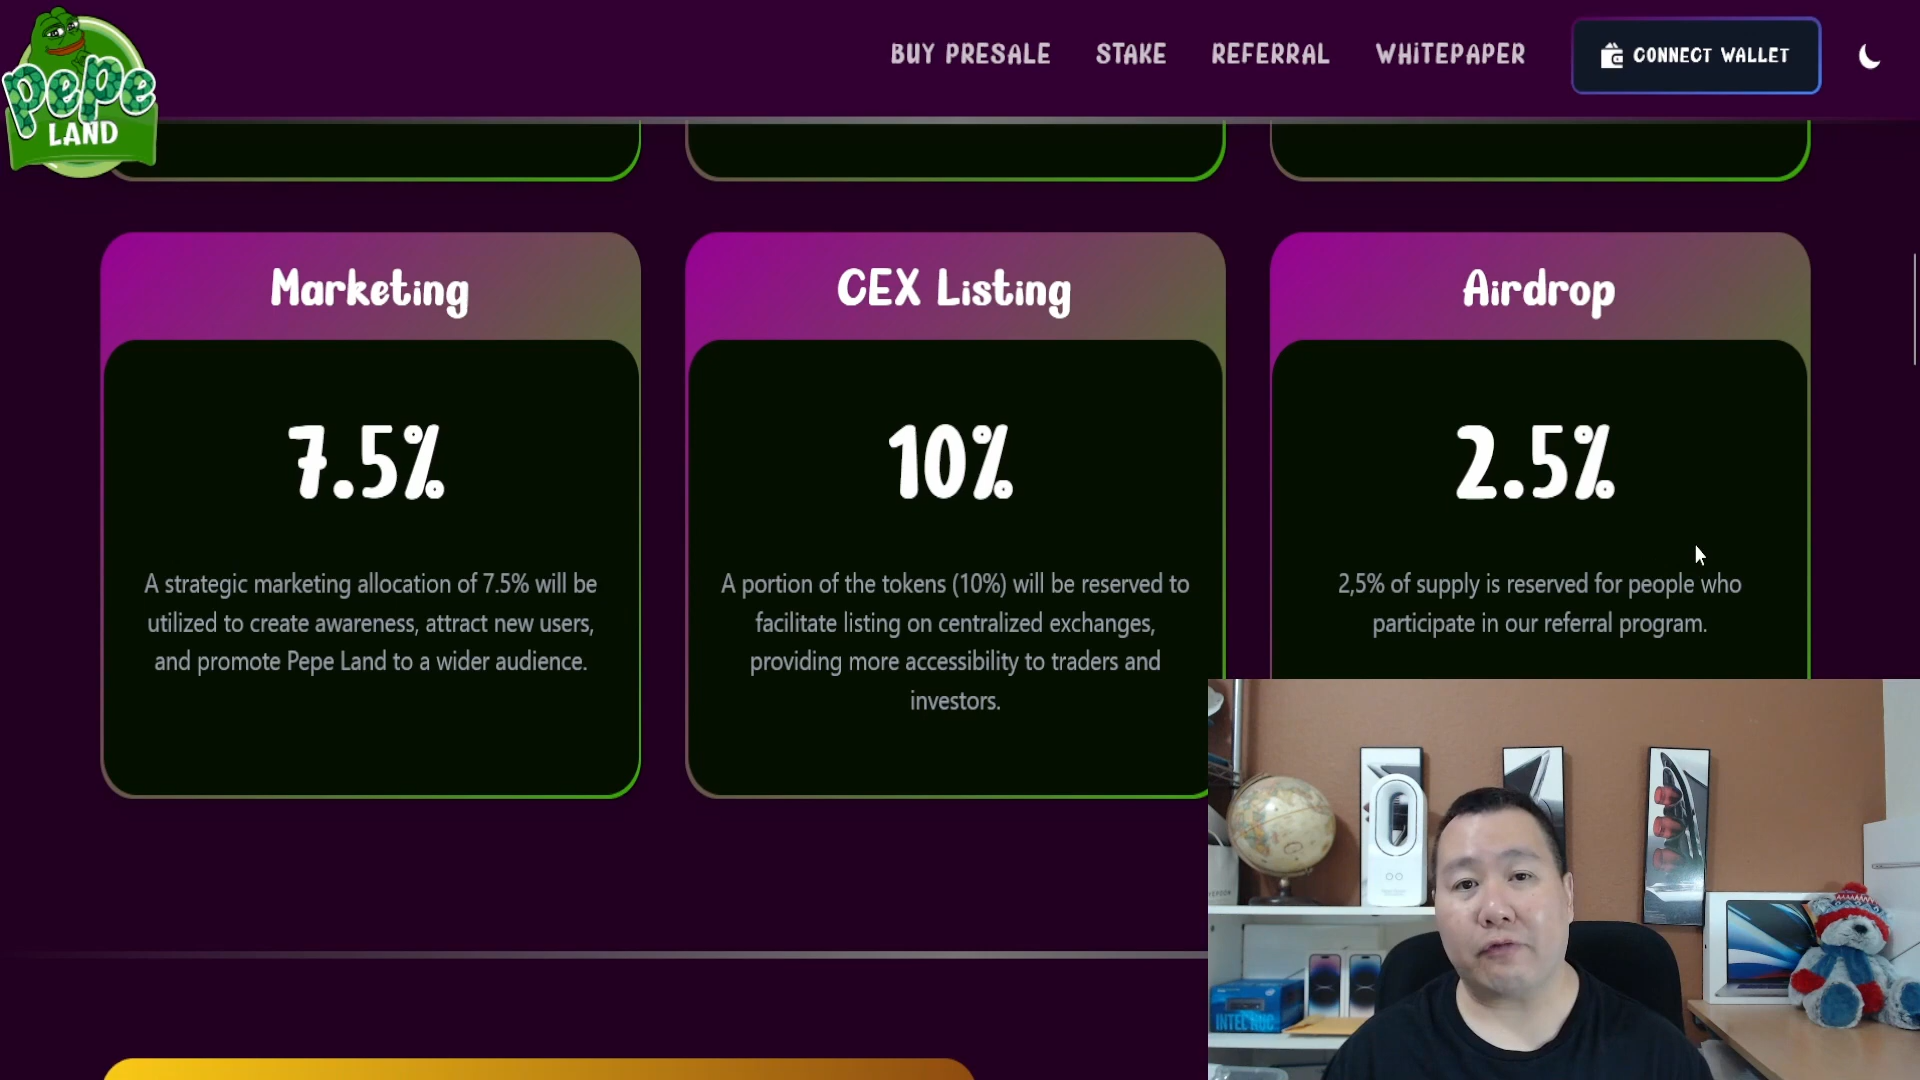 Pepe
LAND
BUY PRESALE
STAKE
REFERRAL
WHiTEPAPER
CONNECT WALLET
Marketing
7.5%
A strategic marketing allocation of 7.5% will be
utilized to create awareness, attract new users,
and promote Pepe Land to a wider audience.
CEX Listing
10%
A portion of the tokens (10%) will be reserved to
facilitate listing on centralized exchanges,
providing more accessibility to traders and
investors.
Airdrop
2.5%
2,5% of supply is reserved for people who
participate in our referral program.
INTEL NUC